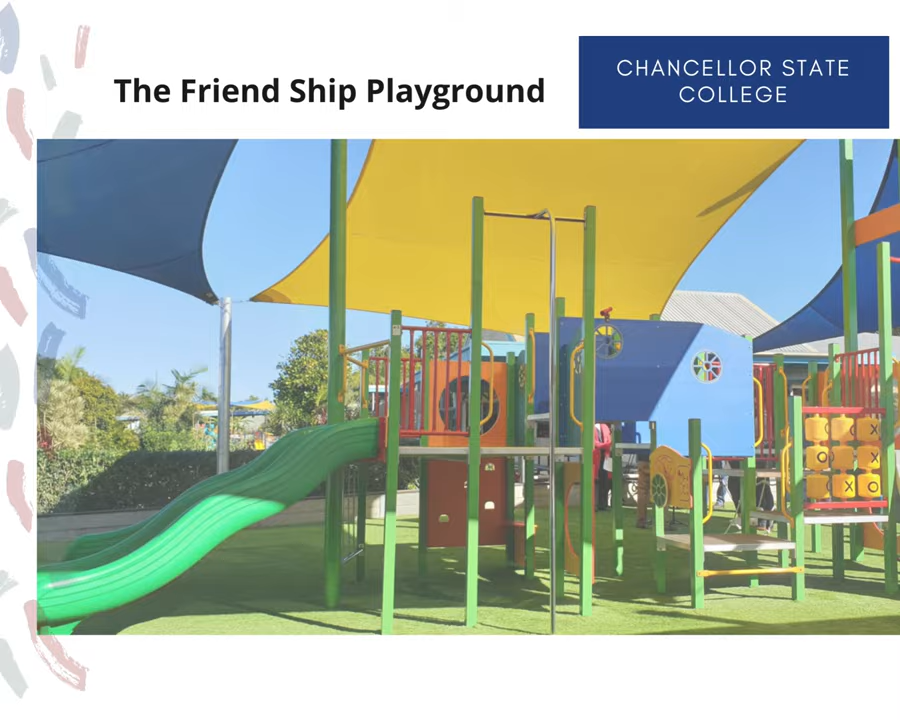 The Friend Ship Playground
CHANCELLOR STATE
COLLEGE
X
O X
X O